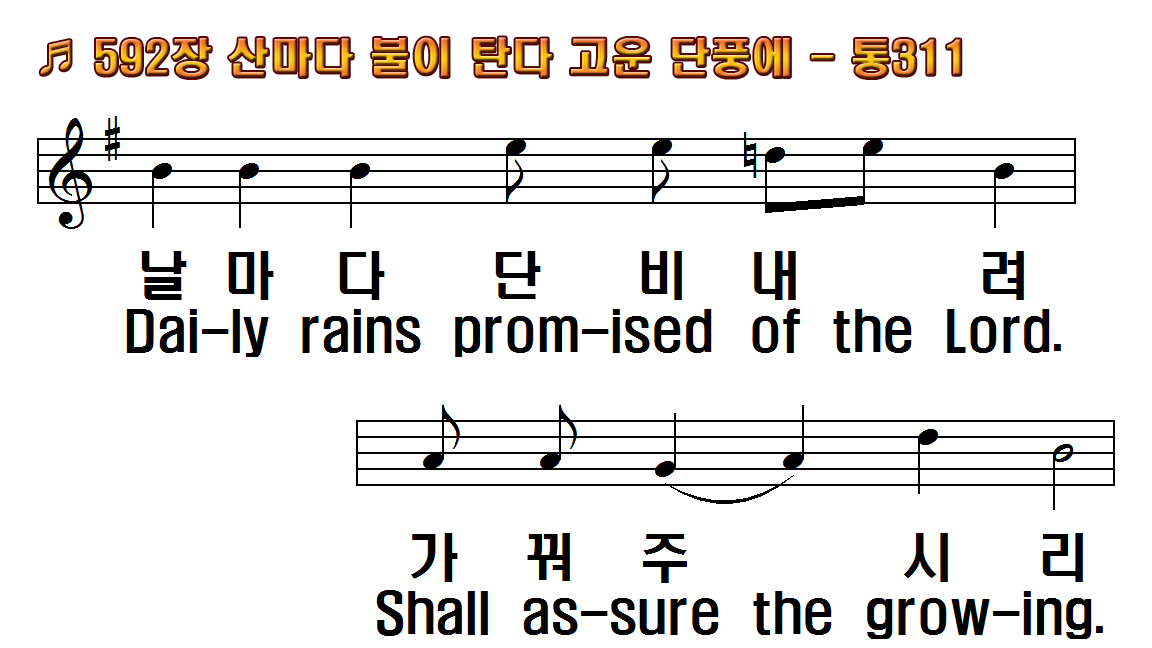 ♬ 592장 산마다 불이 탄다 고운 단풍에 - 통311
날 마 다 단 비 내 려
Dai-ly rains prom-ised of the Lord.
가 꿔 주 시 리
Shall as-sure the grow-ing.